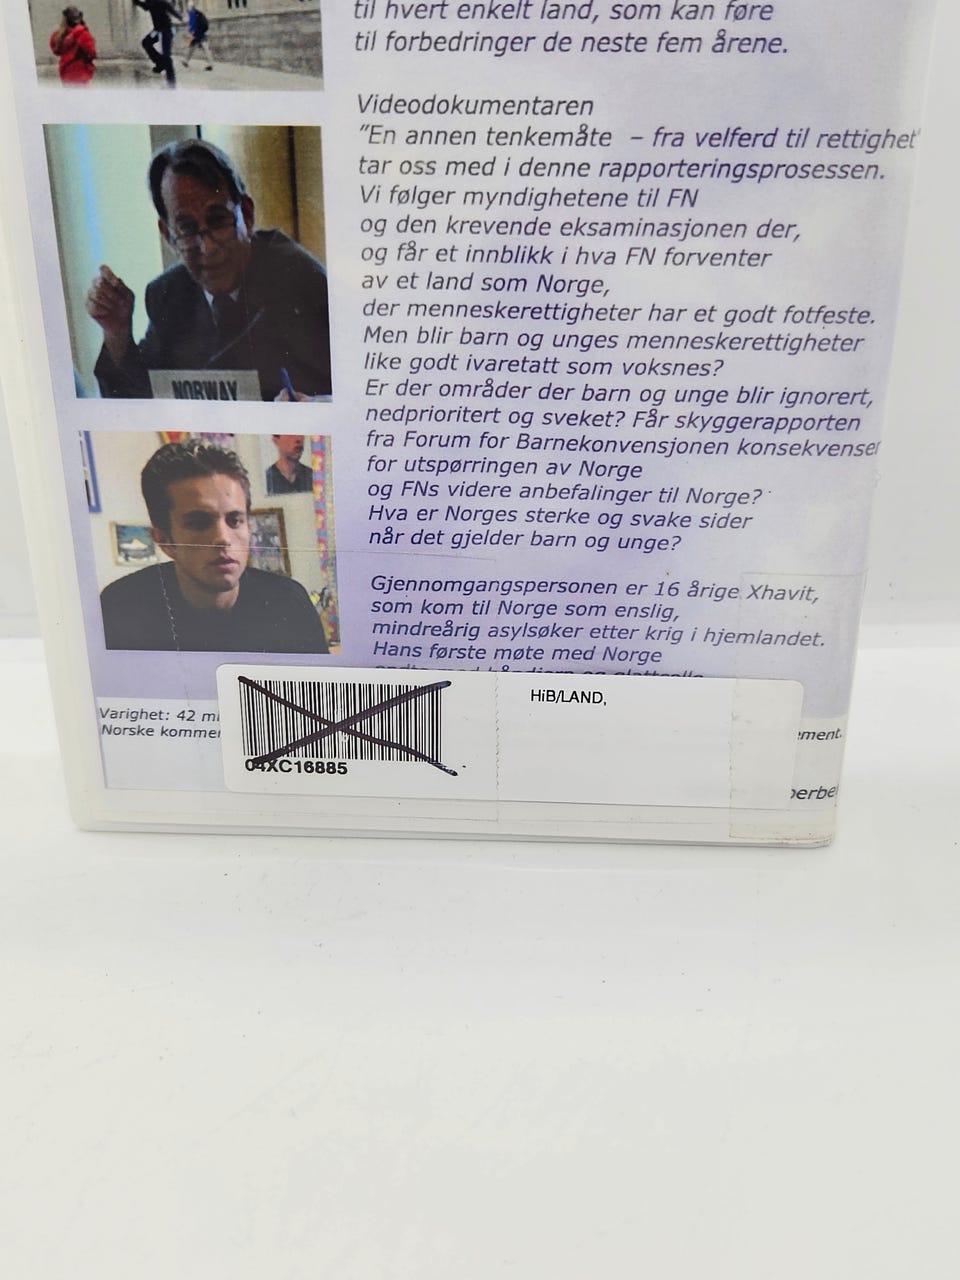 til hvert enkelt land, som kan føre
til forbedringer de neste fem årene.
Videodokumentaren
"En annen tenkemåte – fra velferd til rettighet"
tar oss med i denne rapporteringsprosessen.
Vi følger myndighetene til FN
og den krevende eksaminasjonen der,
og får et innblikk i hva FN forventer
av et land som Norge,
der menneskerettigheter har et godt fotfeste.
Men blir barn og unges menneskerettigheter
like godt ivaretatt som voksnes?
Er der områder der barn og unge blir ignorert,
nedprioritert og sveket? Får skyggerapporten
fra Forum for Barnekonvensjonen konsekvenser
for utspørringen av Norge
og FNs videre anbefalinger til Norge?
Hva er Norges sterke og svake sider
når det gjelder barn og unge?
Gjennomgangspersonen er 16 årige Xhavit,
som kom til Norge som enslig,
mindreårig asylsøker etter krig i hjemlandet.
Hans første møte med Norge
NORWAY
Varighet: 42
Norske
HiB/LAND,
04XC16885